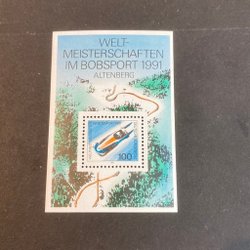 WELT-
MEISTERSCHAFTEN
IM BOBSPORT 1991
ALTENBERG
100